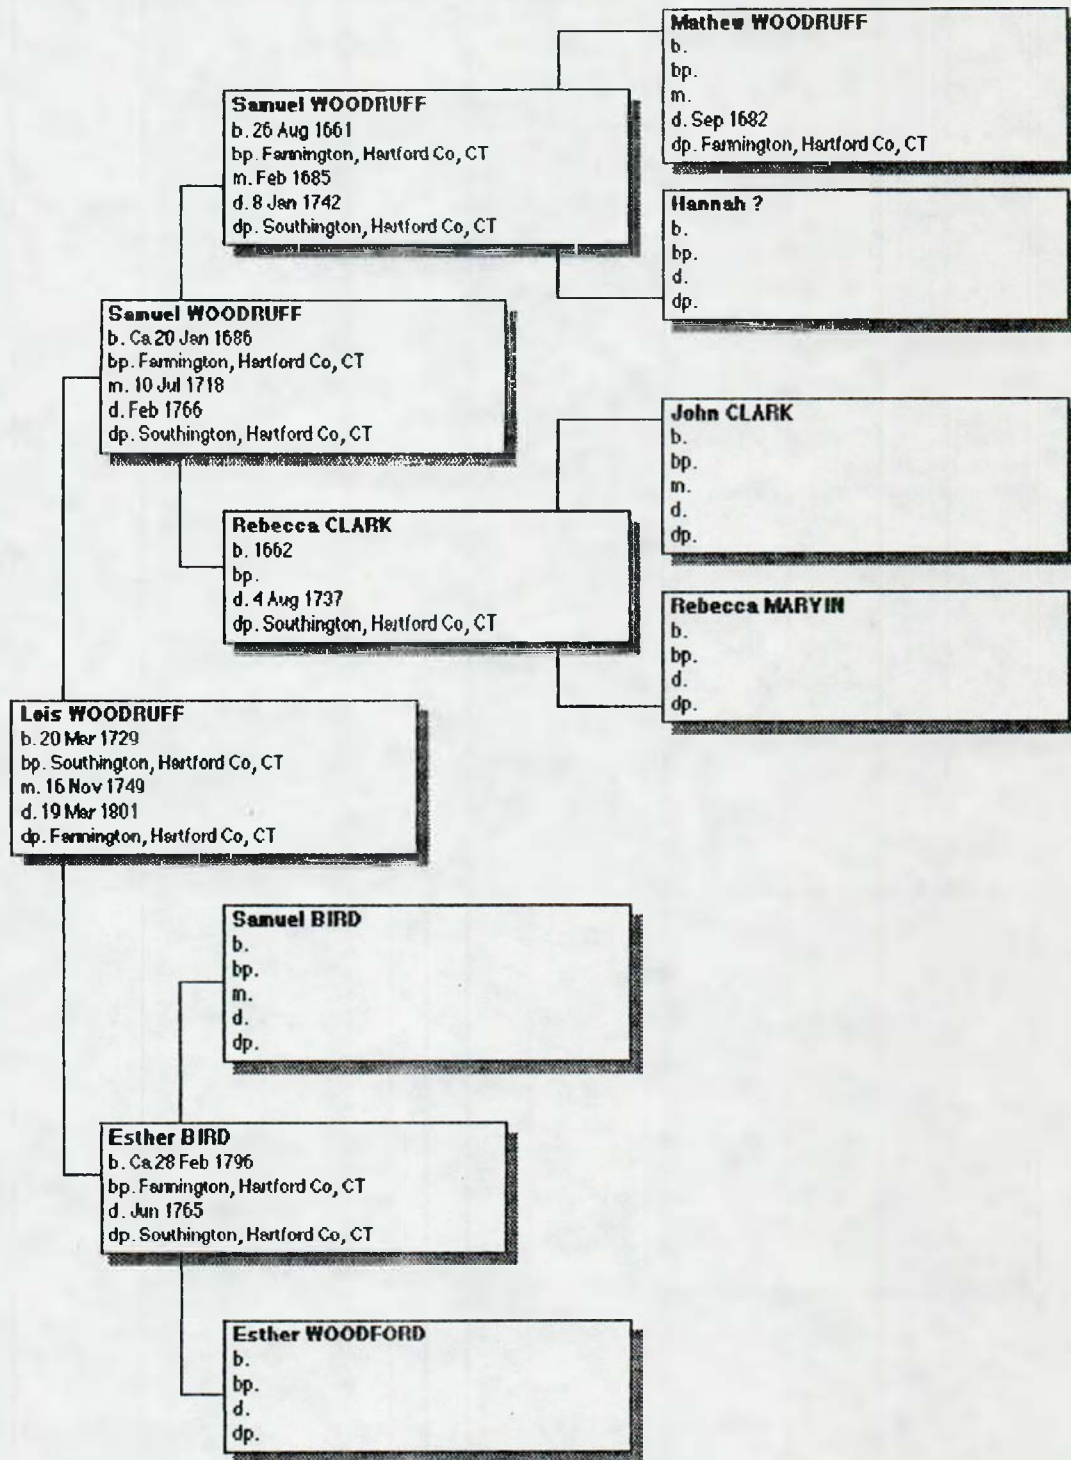 Mathew WOODRUFF
b.
bp.
m.
d. Sep 1682
dp. Farmington, Hartford Co, CT
Samuel WOODRUFF
b. 26 Aug 1661
bp. Farmington, Hartford Co, CT
m. Feb 1685
d. 8 Jan 1742
dp. Southington, Hartford Co, CT
Hannah ?
b.
bp.
d.
dp.
Samuel WOODRUFF
b. Ca 20 Jan 1686
bp. Farmington, Hartford Co, CT
m. 10 Jul 1718
d. Feb 1766
dp. Southington, Hartford Co, CT
John CLARK
b.
bp.
m.
d.
dp.
Rebecca CLARK
b. 1662
bp.
d. 4 Aug 1737
dp. Southington, Hartford Co, CT
Rebecca MARVIN
b.
bp.
d.
dp.
Lois WOODRUFF
b. 20 Mar 1729
bp. Southington, Hartford Co, CT
m. 16 Nov 1749
d. 19 Mar 1801
dp. Farmington, Hartford Co, CT
Samuel BIRD
b.
bp.
m.
d.
dp.
Esther BIRD
b. Ca 28 Feb 1796
bp. Farmington, Hartford Co, CT
d. Jun 1765
dp. Southington, Hartford Co, CT
Esther WOODFORD
b.
bp.
d.
dp.